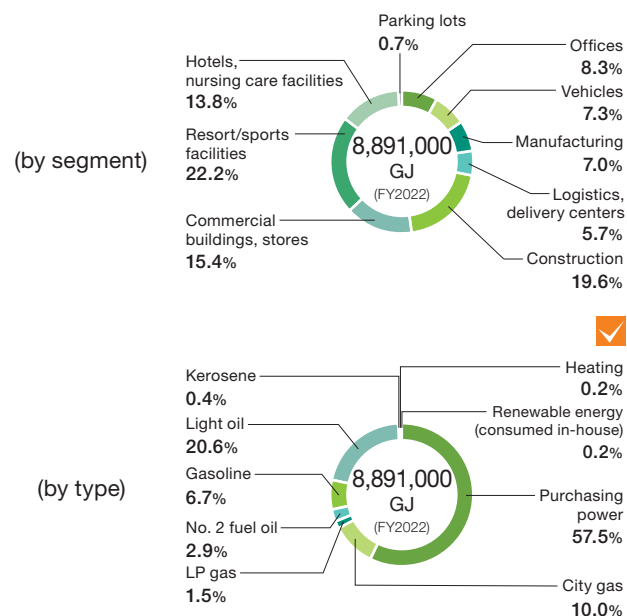 (by segment)
Parking lots
0.7%
Offices
8.3%
Vehicles
7.3%
Manufacturing
7.0%
Logistics,
delivery centers
5.7%
Construction
19.6%
Commercial
buildings, stores
15.4%
Resort/sports
facilities
22.2%
Hotels,
nursing care facilities
13.8%
8,891,000
GJ
(FY2022)
(by type)
Heating
0.2%
Renewable energy
(consumed in-house)
0.2%
Purchasing
power
57.5%
City gas
10.0%
LP gas
1.5%
No. 2 fuel oil
2.9%
Gasoline
6.7%
Light oil
20.6%
Kerosene
0.4%
8,891,000
GJ
(FY2022)